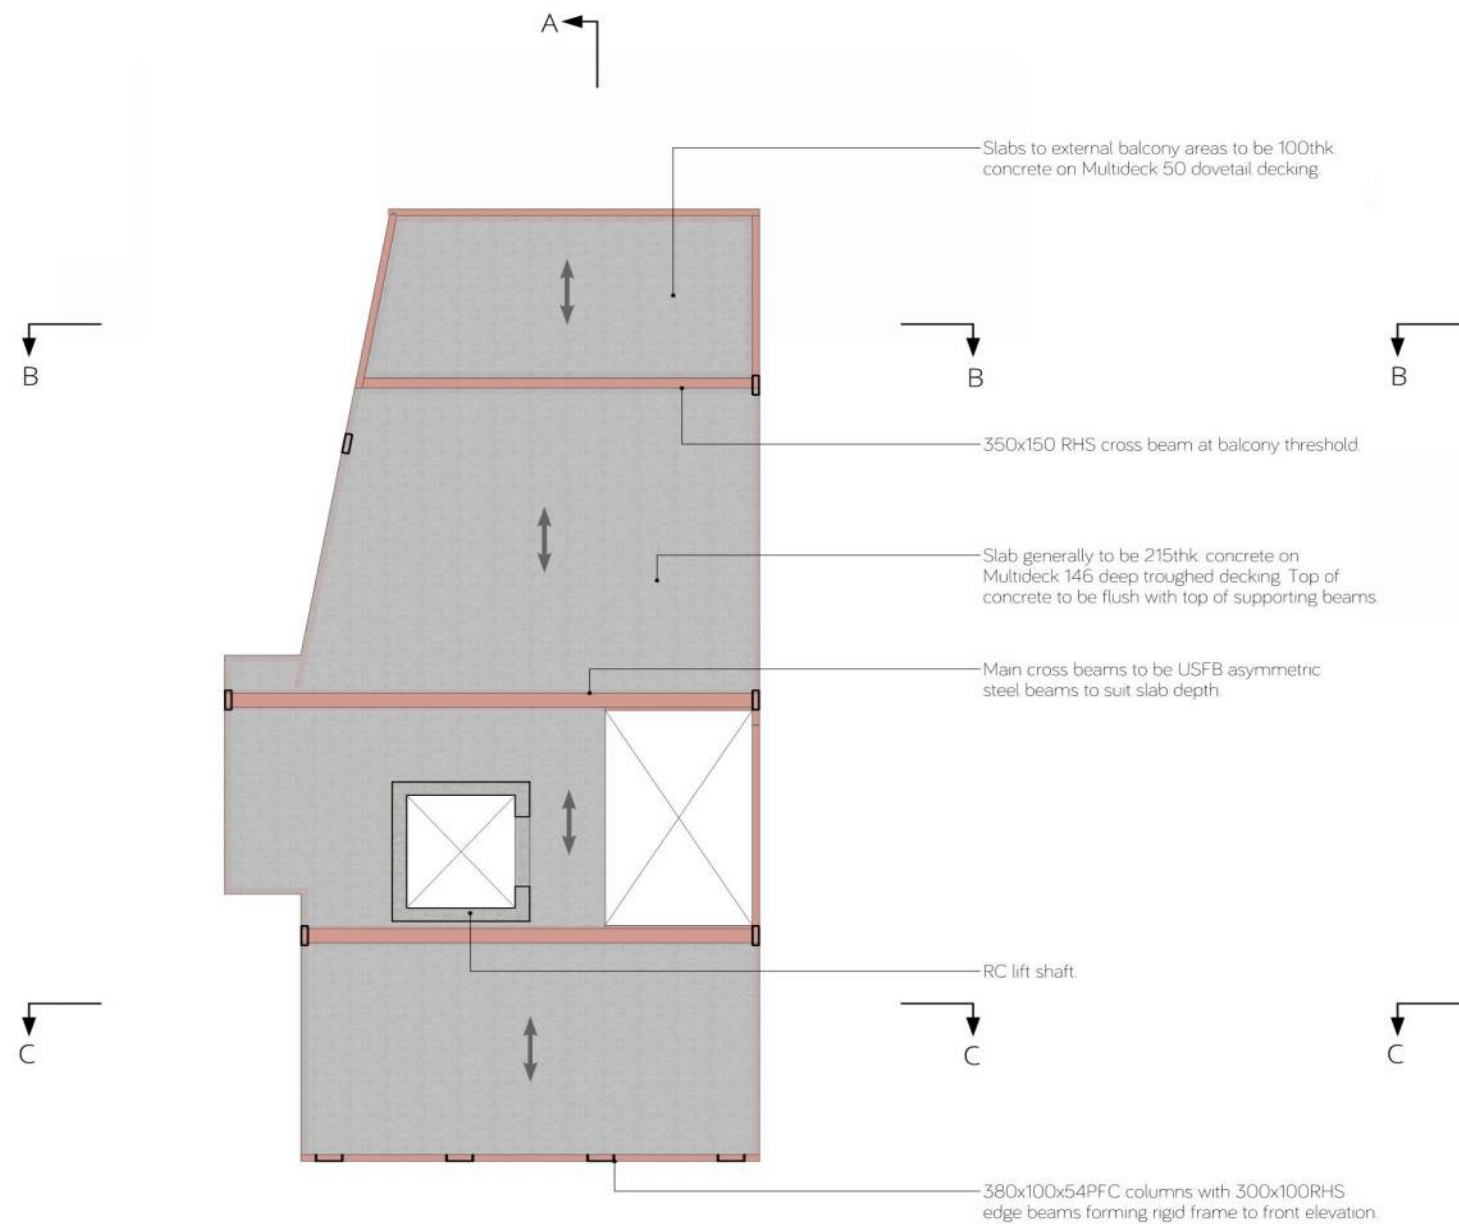 A
Slabs to external balcony areas to be 100thk.
concrete on Multideck 50 dovetail decking.
B
B
B
350x150 RHS cross beam at balcony threshold.
Slab generally to be 215thk. concrete on
Multideck 146 deep troughed decking. Top of
concrete to be flush with top of supporting beams.
Main cross beams to be USFB asymmetric
steel beams to suit slab depth.
RC lift shaft.
C
C
C
380x100x54PFC columns with 300x100RHS
edge beams forming rigid frame to front elevation.